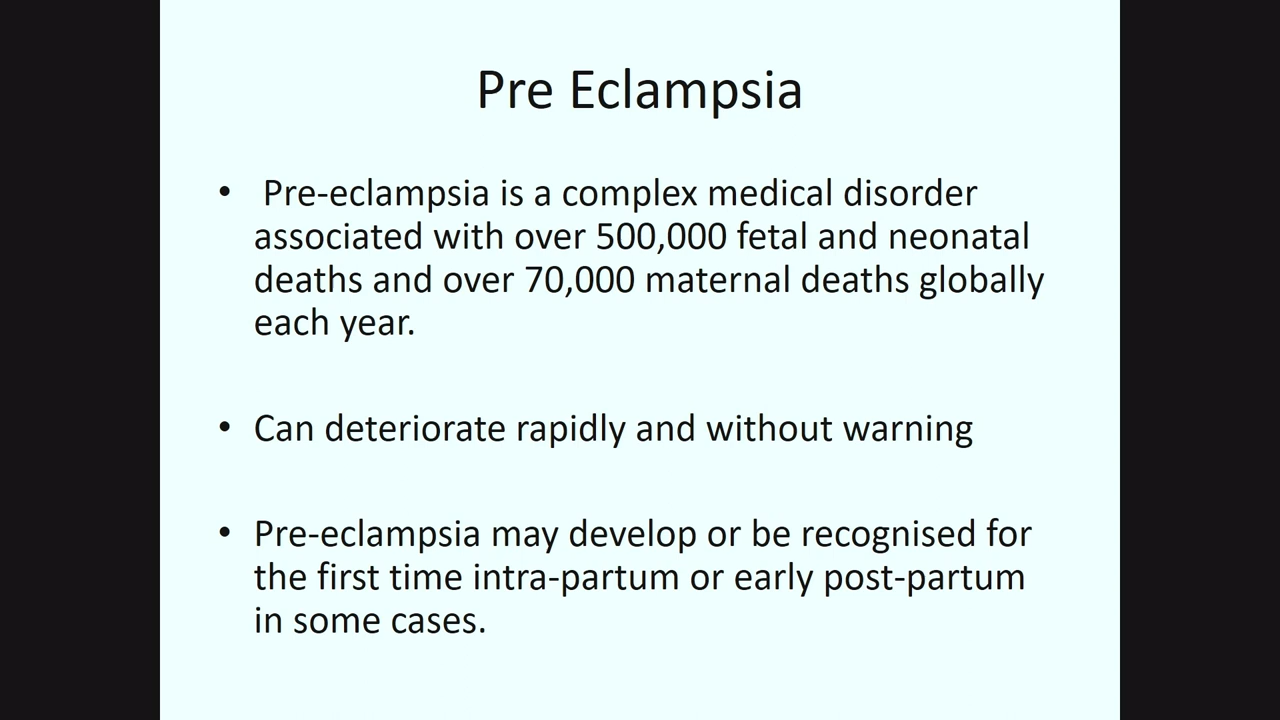 Pre Eclampsia
• Pre-eclampsia is a complex medical disorder
associated with over 500,000 fetal and neonatal
deaths and over 70,000 maternal deaths globally
each year.
• Can deteriorate rapidly and without warning
• Pre-eclampsia may develop or be recognised for
the first time intra-partum or early post-partum
in some cases.